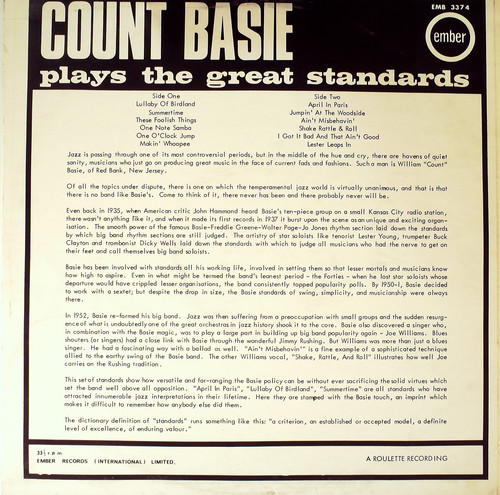 COUNT BASIE
EMB 3374
ember
plays the great standards
Side One
Lullaby Of Birdland
Summertime
These Foolish Things
One Note Samba
One O'Clock Jump
Makin' Whoopee
Side Two
April In Paris
Jumpin' At The Woodside
Ain't Misbehavin'
Shake Rattle & Roll
I Got It Bad And That Ain't Good
Lester Leaps In
Jazz is passing through one of its most controversial periods, but in the middle of the hue and cry, there are havens of quiet
sanity, musicians who just go on producing great music in the face of current fads and fashions. Such a man is William "Count"
Basie, of Red Bank, New Jersey.
Of all the topics under dispute, there is one on which the temperamental jazz world is virtually unanimous, and that is that
there is no band like Basie's. Come to think of it, there never has been and there probably never will be.
Even back in 1935, when American critic John Hammond heard Basie's ten-piece group on a small Kansas City radio station,
there wasn't anything like it, and when it made its first records in 1937 it burst upon the scene as an unique and exciting organ-
isation. The smooth power of the famous Basie-Freddie Greene-Walter Page-Jo Jones rhythm section laid down the standards
by which big band rhythm sections are still judged. The artistry of star soloists like tenorist Lester Young, trumpeter Buck
Clayton and trombonist Dicky Wells laid down the standards with which to judge all musicians who had the nerve to get on
their feet and call themselves big band soloists.
Basie has been involved with standards all his working life, involved in setting them so that lesser mortals and musicians know
how high to aspire. Even in what might be termed the band's leanest period - the Forties - when he lost star soloists whose
departure would have crippled lesser organisations, the band consistently topped popularity polls. By 1950-1, Basie decided
to work with a sextet; but despite the drop in size, the Basie standards of swing, simplicity, and musicianship were always
there.
In 1952, Basie re-formed his big band. Jazz was then suffering from a preoccupation with small groups and the sudden resurg-
ence of what is undoubtedly one of the great orchestras in jazz history shook it to the core. Basie also discovered a singer who,
in combination with the Basie magic, was to play a large part in building up big band popularity again - Joe Williams. Blues
shouters (or singers) had a close link with Basie through the wonderful Jimmy Rushing. But Williams was more than just a blues
singer. He had a fascinating way with a ballad as well. "Ain't Misbehavin'" is a fine example of a sophisticated technique
allied to the earthy swing of the Basie band. The other Williams vocal, "Shake, Rattle, And Roll" illustrates how well Joe
carries on the Rushing tradition.
This set of standards show how versatile and far-ranging the Basie policy can be without ever sacrificing the solid virtues which
set the band well above all opposition. "April In Paris", "Lullaby Of Birdland", "Summertime" are all standards who have
attracted innumerable jazz interpretations in their lifetime. Here they are stamped with the Basie touch, an imprint which
makes it difficult to remember how anybody else did them.
The dictionary definition of "standards" runs something like this: "a criterion, an established or accepted model, a definite
level of excellence, of enduring value."
33⅓ r p m
EMBER RECORDS (INTERNATIONAL) LIMITED.
A ROULETTE RECORDING